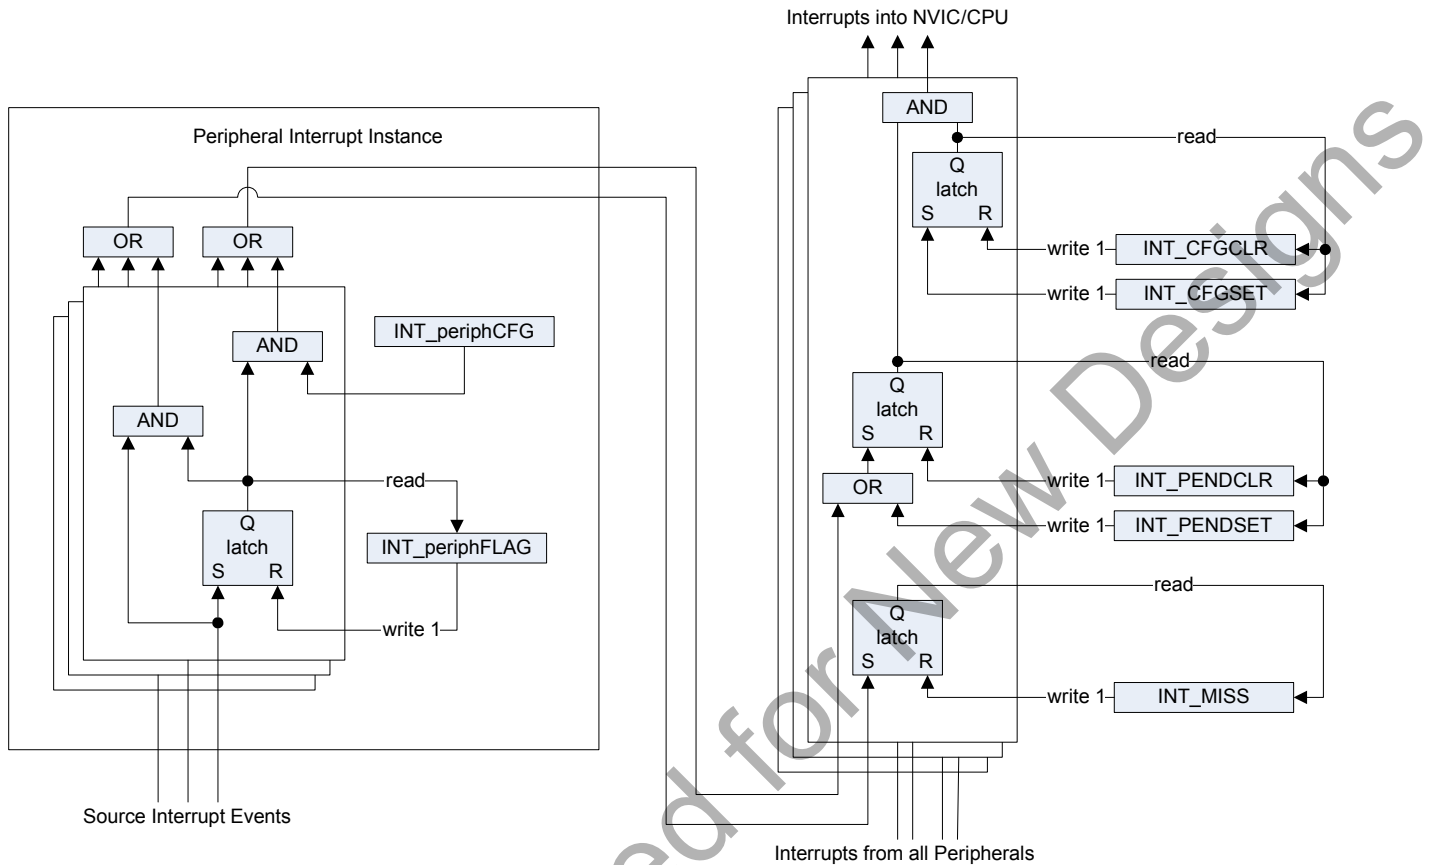 Interrupts into NVIC/CPU
Peripheral Interrupt Instance
OR
OR
AND
INT_periphCFG
AND
read
Q
latch
S R
INT_periphFLAG
write 1
Source Interrupt Events
AND
read
Q
latch
S R
write 1
INT_CFGCLR
write 1
INT_CFGSET
read
Q
latch
S R
OR
write 1
INT_PENDCLR
write 1
INT_PENDSET
read
Q
latch
S R
write 1
INT_MISS
Interrupts from all Peripherals
ed for New Designs